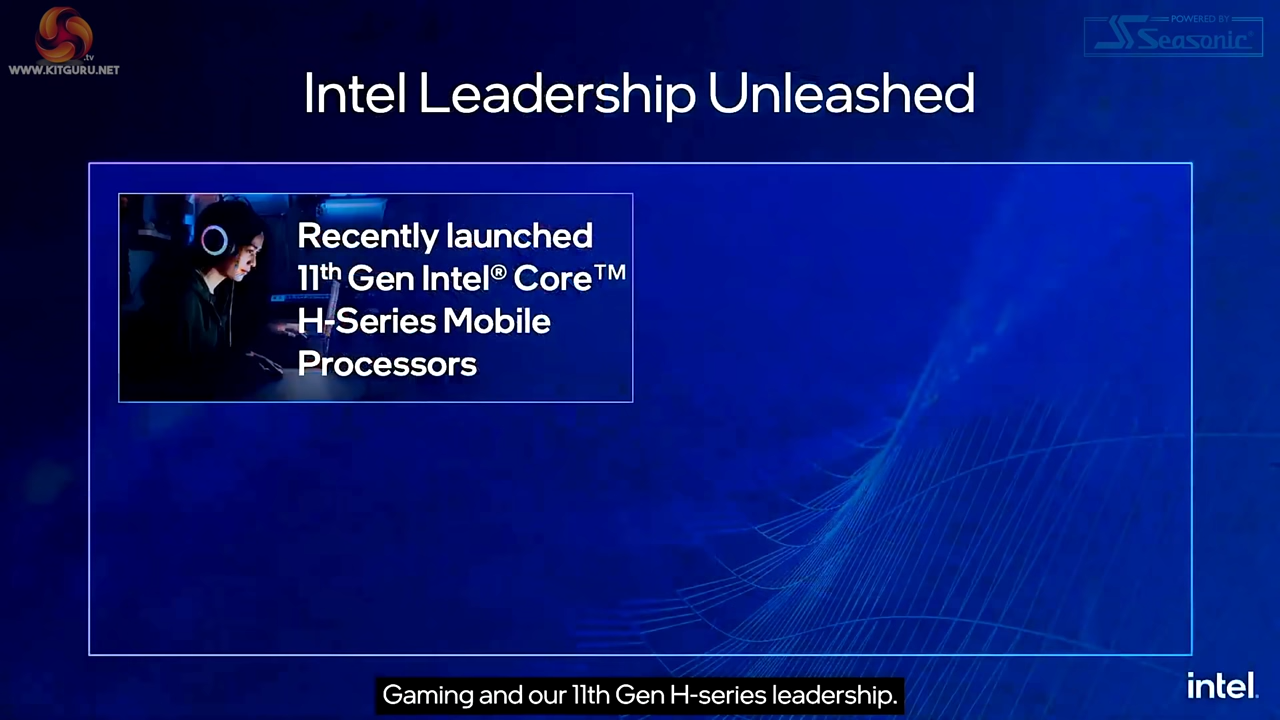 .tv
WWW.KITGURU.NET
POWERED BY
Seasonic®
Intel Leadership Unleashed
Recently launched
11th Gen Intel® Core™
H-Series Mobile
Processors
intel.
Gaming and our 11th Gen H-series leadership.